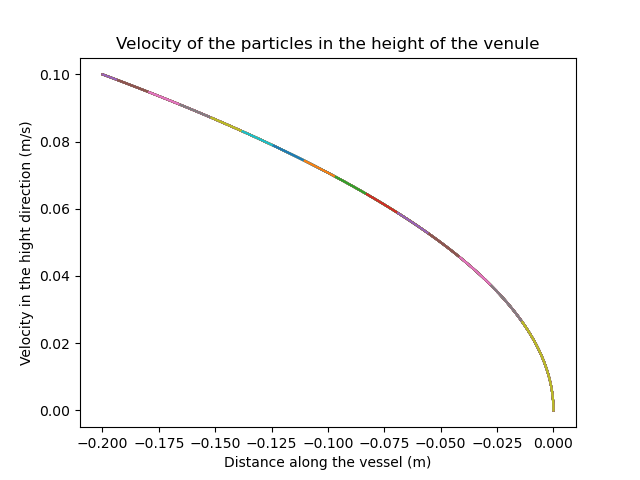 Velocity of the particles in the height of the venule
Velocity in the hight direction (m/s)
0.10
0.08
0.06
0.04
0.02
0.00
−0.200 −0.175 −0.150 −0.125 −0.100 −0.075 −0.050 −0.025 0.000
Distance along the vessel (m)